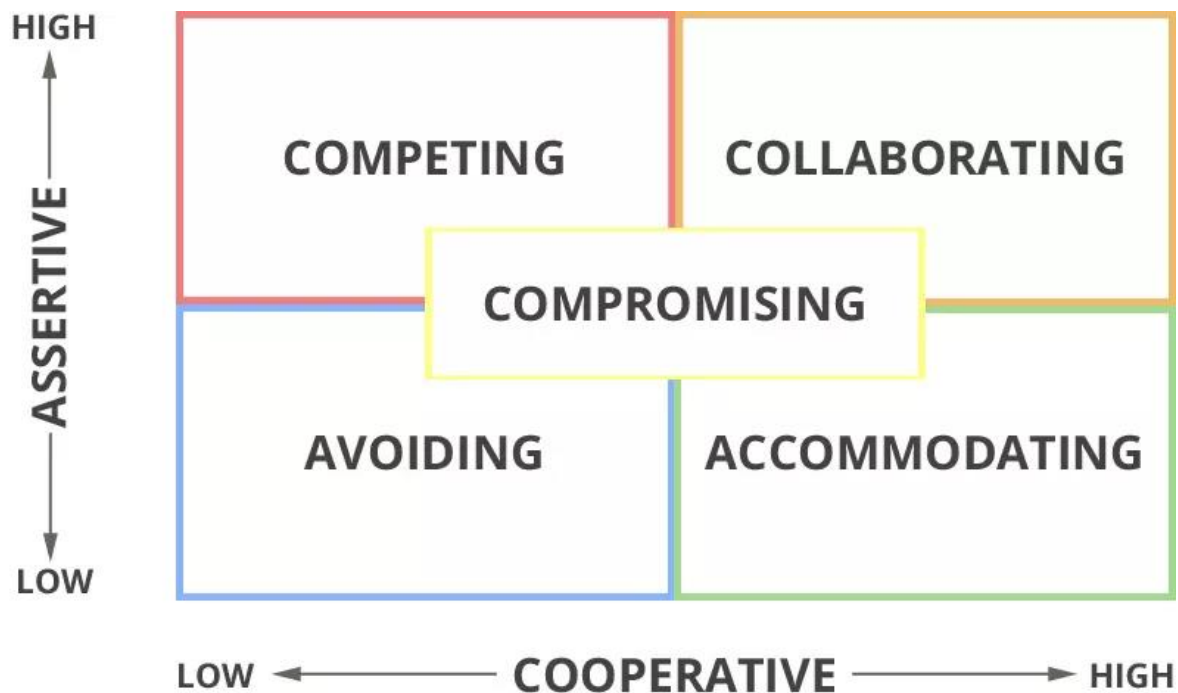 HIGH
COMPETING
COLLABORATING
ASSERTIVE
COMPROMISING
AVOIDING
ACCOMMODATING
LOW
LOW COOPERATIVE HIGH